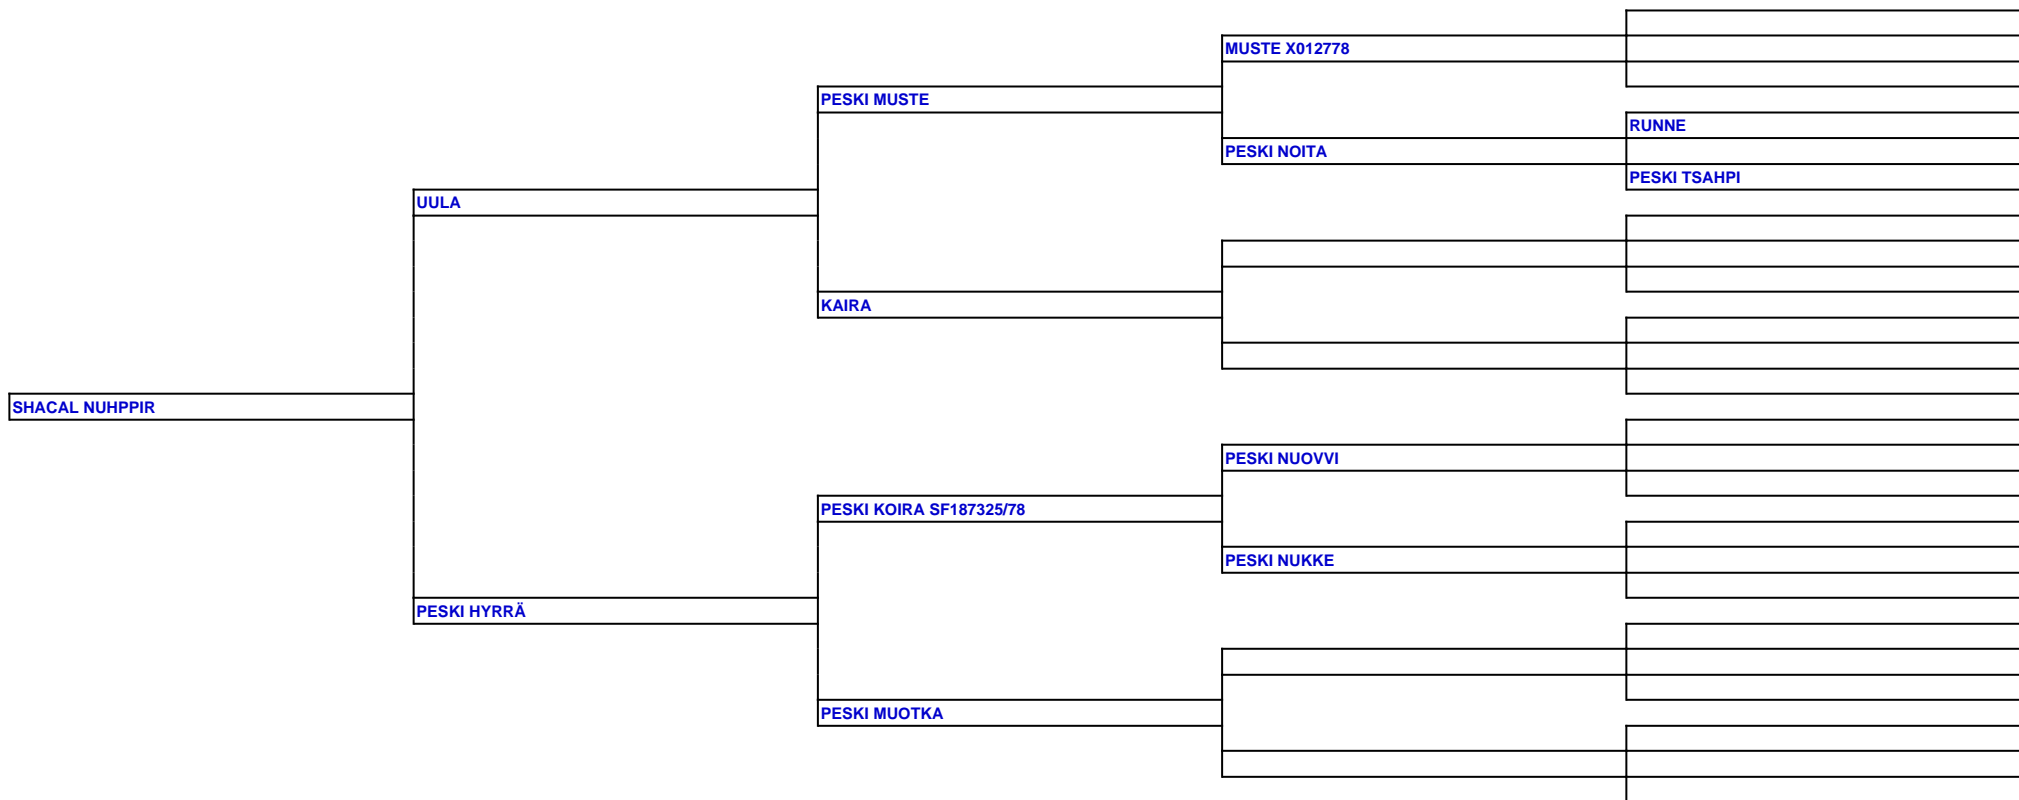 MUSTE X012778
PESKI MUSTE
RUNNE
PESKI NOITA
PESKI TSAHPI
UULA
KAIRA
SHACAL NUHPPIR
PESKI NUOVVI
PESKI KOIRA SF187325/78
PESKI NUKKE
PESKI HYRRÄ
PESKI MUOTKA